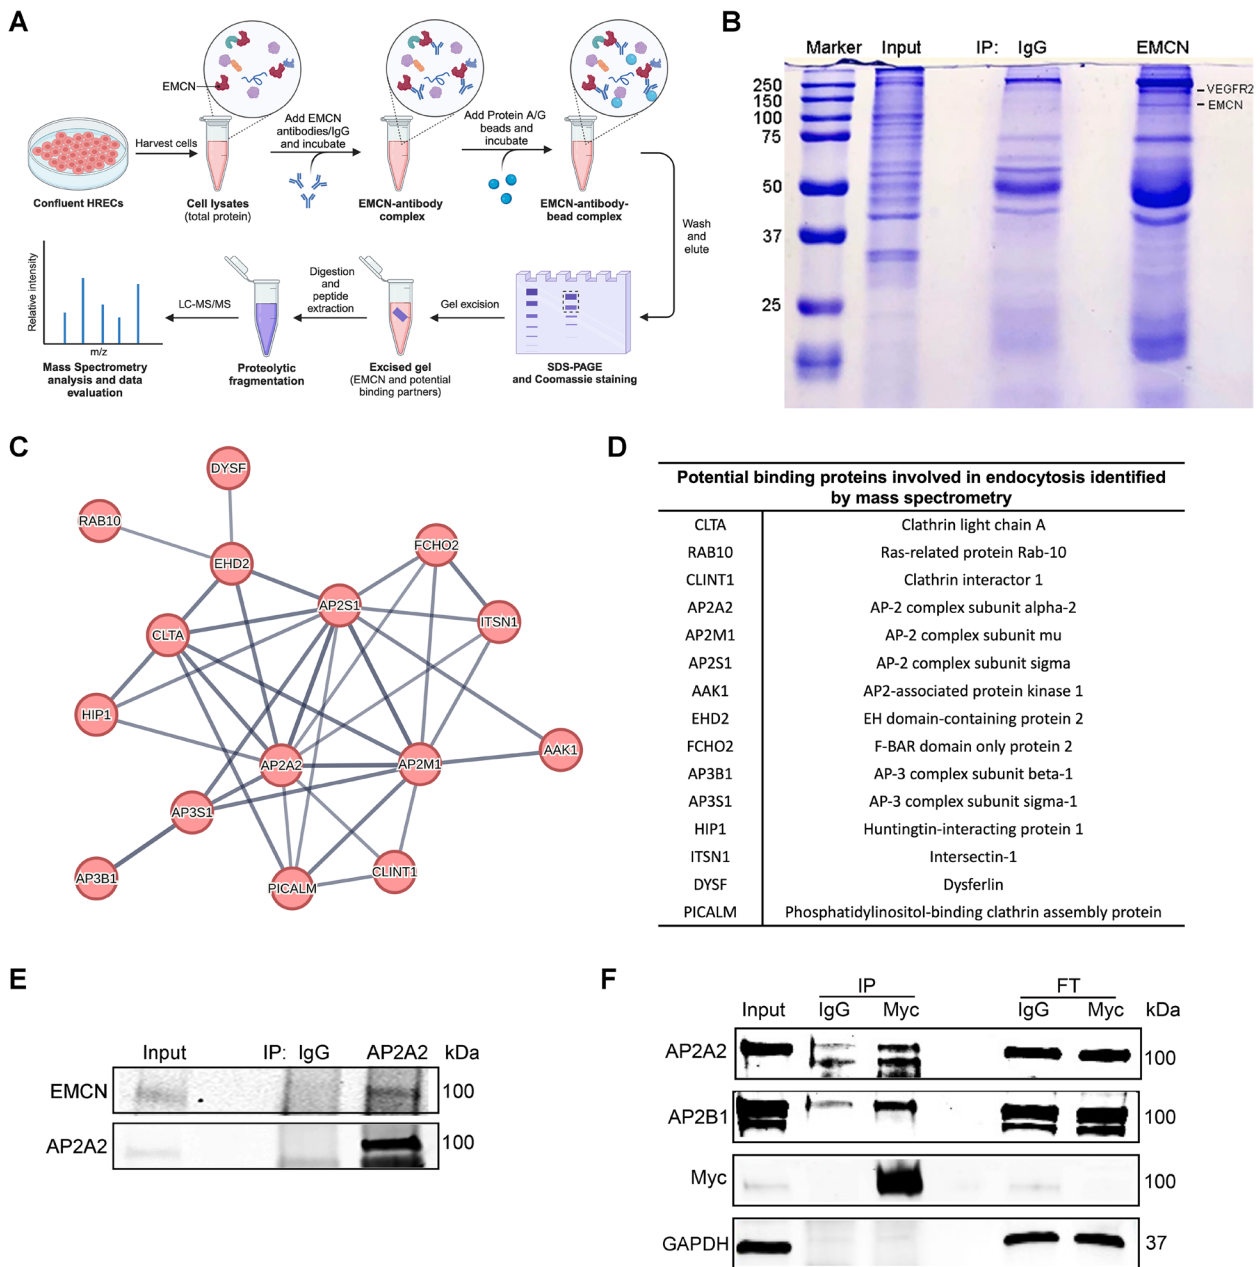 A
EMCN
Add EMCN
antibodies/IgG
and incubate
Add Protein A/G
beads and
incubate
Harvest cells
Confluent HRECs
Cell lysates
(total protein)
EMCN-antibody
complex
EMCN-antibody-
bead complex
Wash
and
elute
Relative intensity
m/z
Mass Spectrometry
analysis and data
evaluation
LC-MS/MS
Proteolytic
fragmentation
Digestion
and
peptide
extraction
Excised gel
(EMCN and potential
binding partners)
Gel excision
SDS-PAGE
and Coomassie staining
B
Marker Input IP: IgG EMCN
250
150
100
75
50
37
25
VEGFR2
EMCN
C
DYSF
RAB10
FCHO2
EHD2
AP2S1
ITSN1
CLTA
HIP1
AP2A2
AP2M1
AAK1
AP3S1
AP3B1
PICALM
CLINT1
D
Potential binding proteins involved in endocytosis identified
by mass spectrometry
CLTA Clathrin light chain A
RAB10 Ras-related protein Rab-10
CLINT1 Clathrin interactor 1
AP2A2 AP-2 complex subunit alpha-2
AP2M1 AP-2 complex subunit mu
AP2S1 AP-2 complex subunit sigma
AAK1 AP2-associated protein kinase 1
EHD2 EH domain-containing protein 2
FCHO2 F-BAR domain only protein 2
AP3B1 AP-3 complex subunit beta-1
AP3S1 AP-3 complex subunit sigma-1
HIP1 Huntingtin-interacting protein 1
ITSN1 Intersectin-1
DYSF Dysferlin
PICALM Phosphatidylinositol-binding clathrin assembly protein
E
Input IP: IgG AP2A2 kDa
EMCN 100
AP2A2 100
F
IP FT
Input IgG Myc IgG Myc kDa
AP2A2 100
AP2B1 100
Myc 100
GAPDH 37